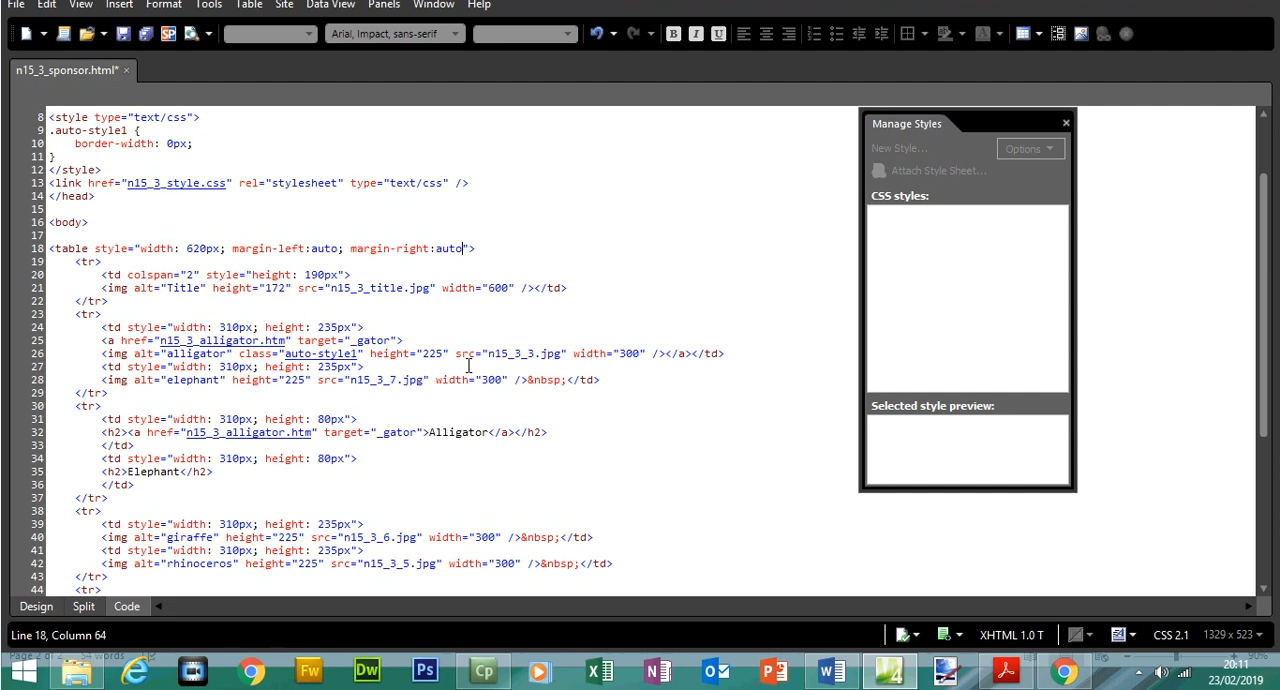 File Edit View Insert Format Tools Table Site Data View Panels Window Help
Arial, Impact, sans-serif
B I U
n15_3_sponsor.html* ×
8 <style type="text/css">
9 .auto-style1 {
10 border-width: 0px;
11 }
12 </style>
13 <link href="n15_3_style.css" rel="stylesheet" type="text/css" />
14 </head>
15
16 <body>
17
18 <table style="width: 620px; margin-left:auto; margin-right:auto">
19 <tr>
20 <td colspan="2" style="height: 190px">
21 <img alt="Title" height="172" src="n15_3_title.jpg" width="600" /></td>
22 </tr>
23 <tr>
24 <td style="width: 310px; height: 235px">
25 <a href="n15_3_alligator.htm" target="_gator">
26 <img alt="alligator" class="auto-style1" height="225" src="n15_3_3.jpg" width="300" /></a></td>
27 <td style="width: 310px; height: 235px">
28 <img alt="elephant" height="225" src="n15_3_7.jpg" width="300" />&nbsp;</td>
29 </tr>
30 <tr>
31 <td style="width: 310px; height: 80px">
32 <h2><a href="n15_3_alligator.htm" target="_gator">Alligator</a></h2>
33 </td>
34 <td style="width: 310px; height: 80px">
35 <h2>Elephant</h2>
36 </td>
37 </tr>
38 <tr>
39 <td style="width: 310px; height: 235px">
40 <img alt="giraffe" height="225" src="n15_3_6.jpg" width="300" />&nbsp;</td>
41 <td style="width: 310px; height: 235px">
42 <img alt="rhinoceros" height="225" src="n15_3_5.jpg" width="300" />&nbsp;</td>
43 </tr>
44 <tr>
Manage Styles ×
New Style... Options
Attach Style Sheet...
CSS styles:
Selected style preview:
Design Split Code
Line 18, Column 64 XHTML 1.0 T CSS 2.1 1329 x 523
Page 2 of 2 54 words 90%
Fw Dw Ps Cp
20:11
23/02/2019